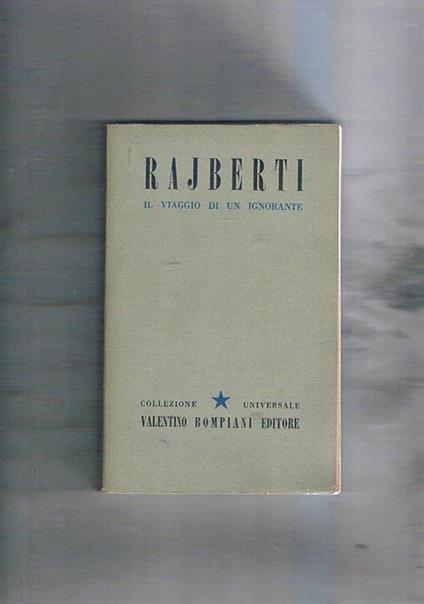 RAJBERTI
IL VIAGGIO DI UN IGNORANTE
COLLEZIONE ★ UNIVERSALE
VALENTINO BOMPIANI EDITORE